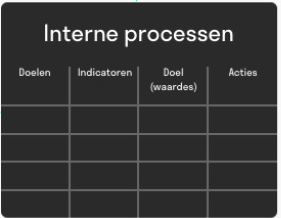 Interne processen
Doelen Indicatoren Doel Acties
(waardes)